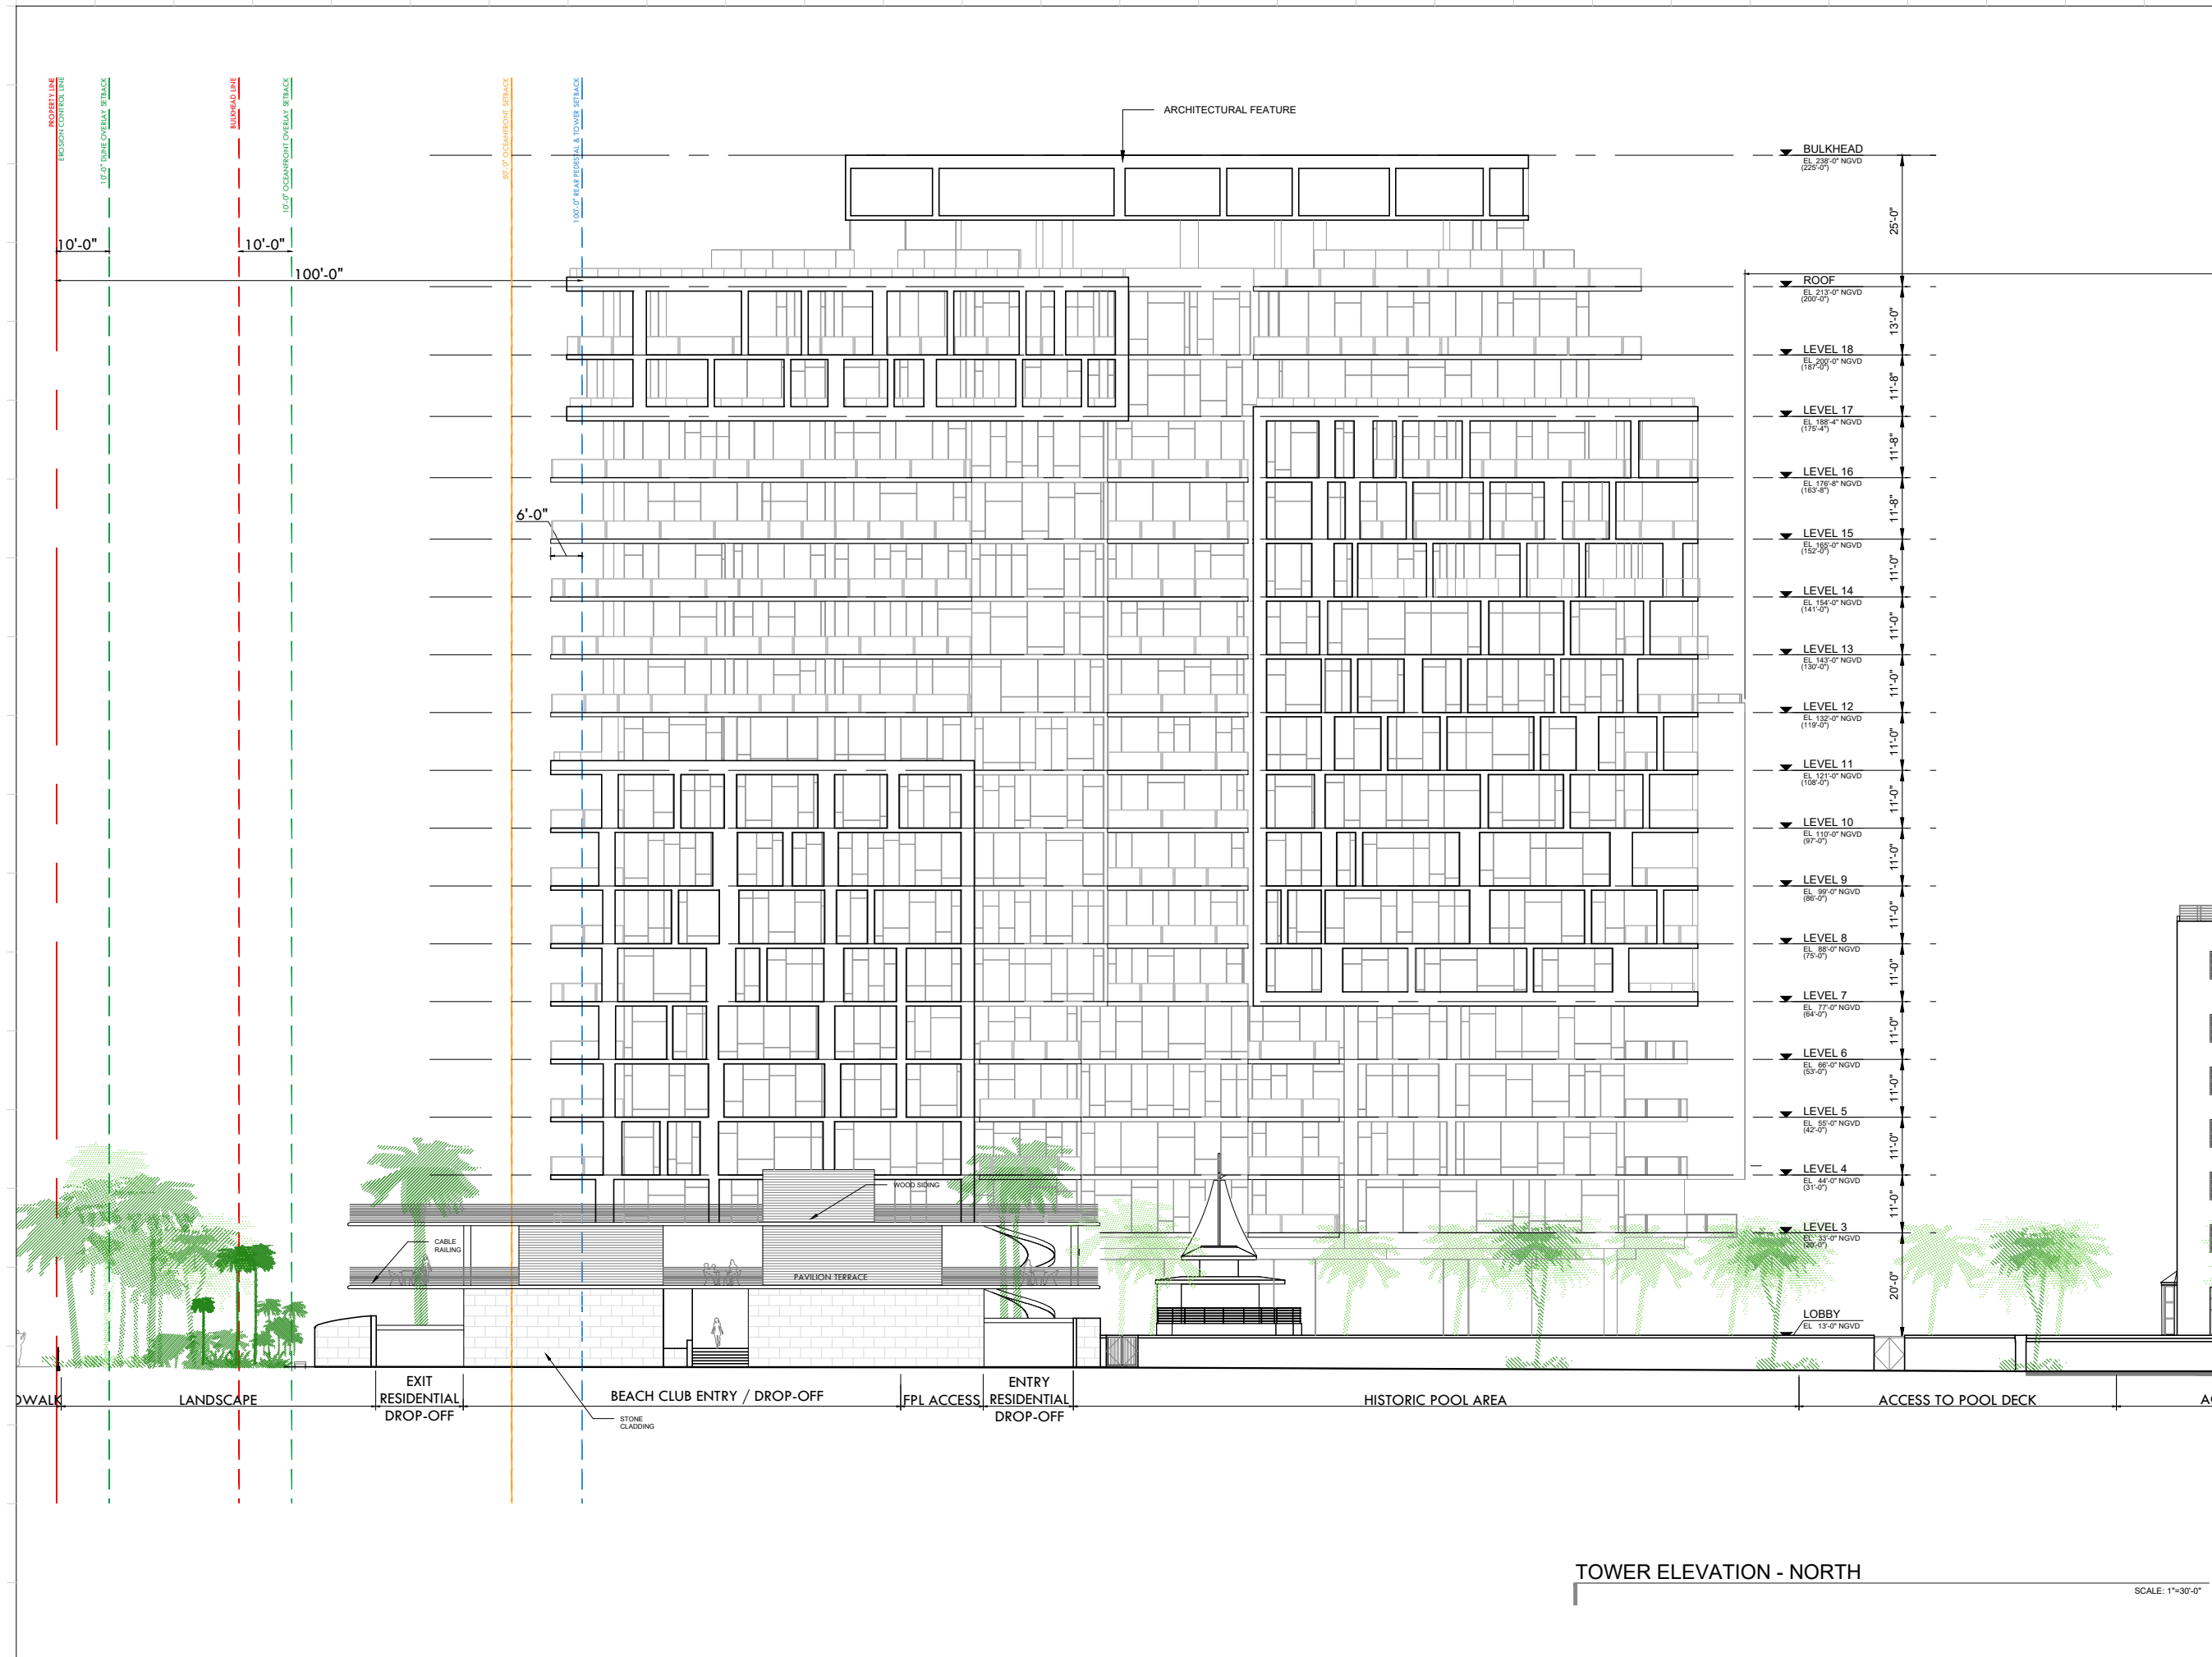 PROPERTY LINE
EROSION CONTROL LINE
10'-0" DUNE OVERLAY SETBACK
BULKHEAD LINE
10'-0" OCEANFRONT OVERLAY SETBACK
50'-0" OCEANFRONT SETBACK
100'-0" REAR PEDESTAL & TOWER SETBACK
ARCHITECTURAL FEATURE
10'-0"
10'-0"
100'-0"
6'-0"
BULKHEAD
EL 238'-0" NGVD
(225'-0")
25'-0"
ROOF
EL 213'-0" NGVD
(200'-0")
13'-0"
LEVEL 18
EL 200'-0" NGVD
(187'-0")
11'-8"
LEVEL 17
EL 188'-4" NGVD
(175'-4")
11'-8"
LEVEL 16
EL 176'-8" NGVD
(163'-8")
11'-8"
LEVEL 15
EL 165'-0" NGVD
(152'-0")
11'-0"
LEVEL 14
EL 154'-0" NGVD
(141'-0")
11'-0"
LEVEL 13
EL 143'-0" NGVD
(130'-0")
11'-0"
LEVEL 12
EL 132'-0" NGVD
(119'-0")
11'-0"
LEVEL 11
EL 121'-0" NGVD
(108'-0")
11'-0"
LEVEL 10
EL 110'-0" NGVD
(97'-0")
11'-0"
LEVEL 9
EL 99'-0" NGVD
(86'-0")
11'-0"
LEVEL 8
EL 88'-0" NGVD
(75'-0")
11'-0"
LEVEL 7
EL 77'-0" NGVD
(64'-0")
11'-0"
LEVEL 6
EL 66'-0" NGVD
(53'-0")
11'-0"
LEVEL 5
EL 55'-0" NGVD
(42'-0")
11'-0"
LEVEL 4
EL 44'-0" NGVD
(31'-0")
11'-0"
LEVEL 3
EL 33'-0" NGVD
(20'-0")
20'-0"
LOBBY
EL 13'-0" NGVD
WOOD SIDING
CABLE
RAILING
PAVILION TERRACE
DWALK
LANDSCAPE
EXIT
RESIDENTIAL
DROP-OFF
BEACH CLUB ENTRY / DROP-OFF
FPL ACCESS
ENTRY
RESIDENTIAL
DROP-OFF
HISTORIC POOL AREA
ACCESS TO POOL DECK
STONE
CLADDING
TOWER ELEVATION - NORTH
SCALE: 1"=30'-0"